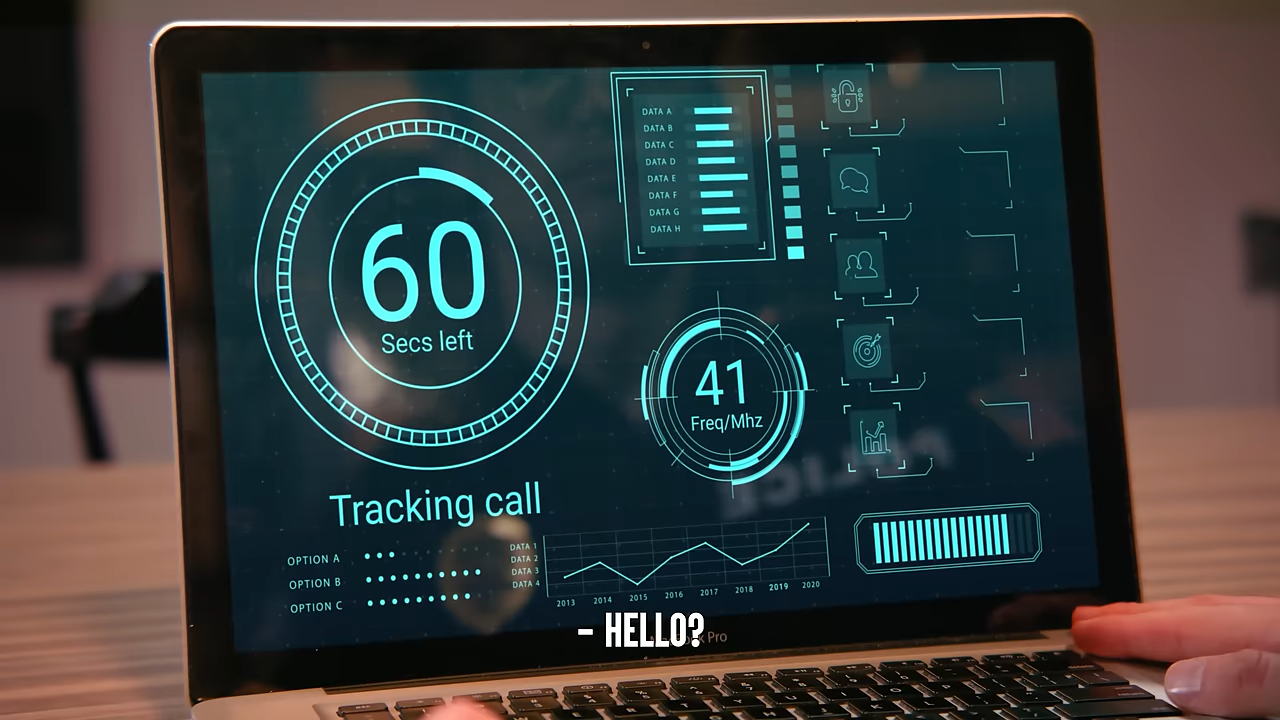 60
Secs left
Tracking call
OPTION A
OPTION B
OPTION C
DATA A
DATA B
DATA C
DATA D
DATA E
DATA F
DATA G
DATA H
41
Freq/Mhz
POLICE
DATA 1
DATA 2
DATA 3
DATA 4
2013 2014 2015 2016 2017 2018 2019 2020
- HELLO?